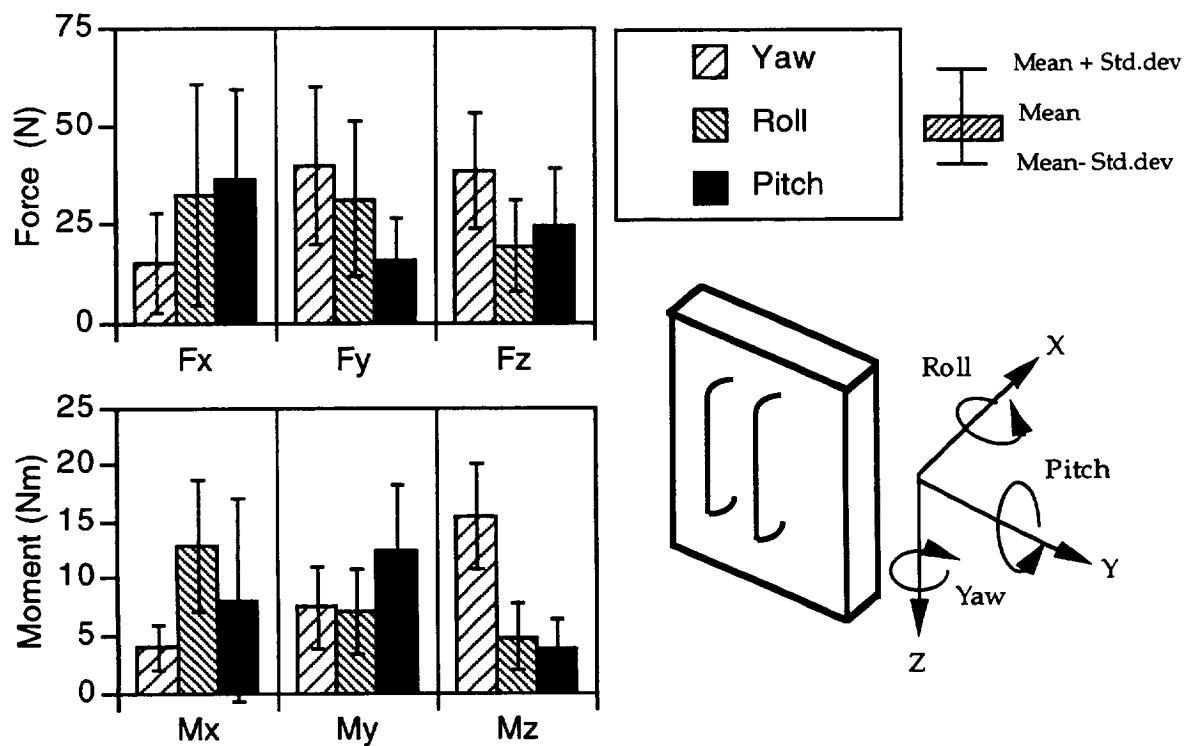 75
50
25
0
Force (N)
Fx
Fy
Fz
Yaw
Roll
Pitch
Mean + Std.dev
Mean
Mean- Std.dev
25
20
15
10
5
0
Moment (Nm)
Mx
My
Mz
X
Roll
Pitch
Y
Yaw
Z